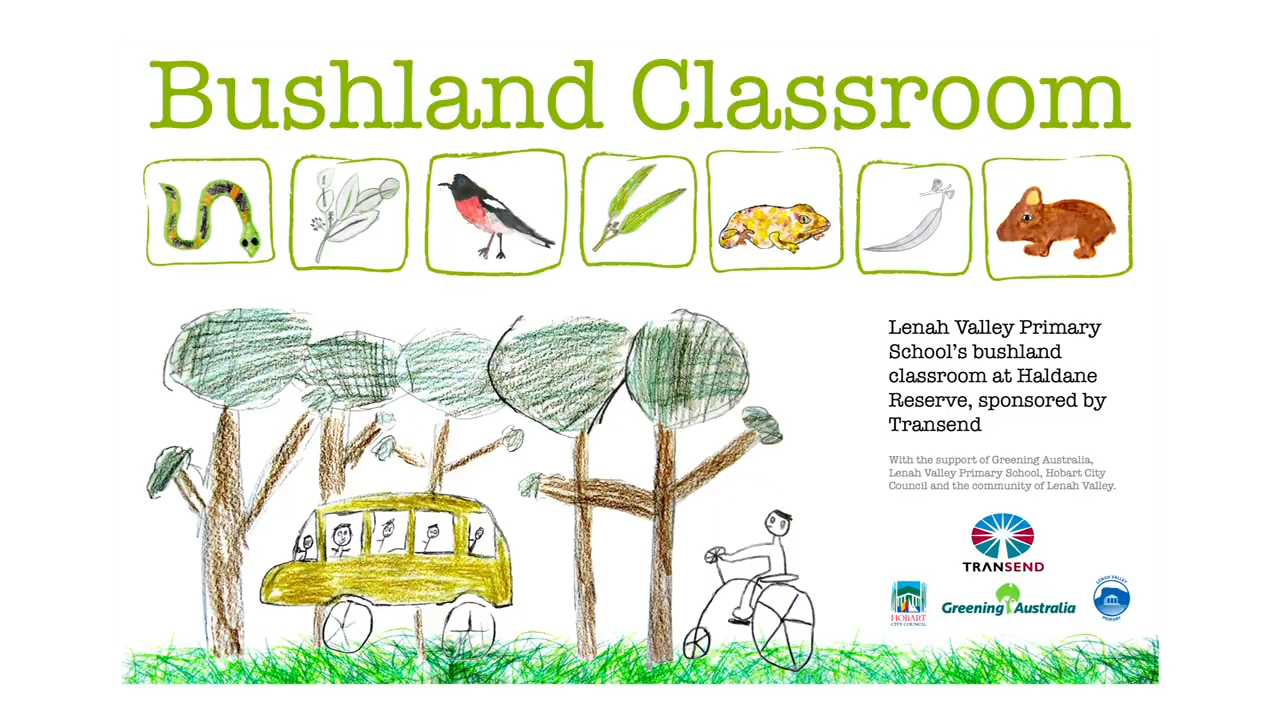 Bushland Classroom
Lenah Valley Primary
School's bushland
classroom at Haldane
Reserve, sponsored by
Transend
With the support of Greening Australia,
Lenah Valley Primary School, Hobart City
Council and the community of Lenah Valley.
TRANSEND
HOBART
CITY COUNCIL
Greening Australia
LENAH VALLEY
PRIMARY